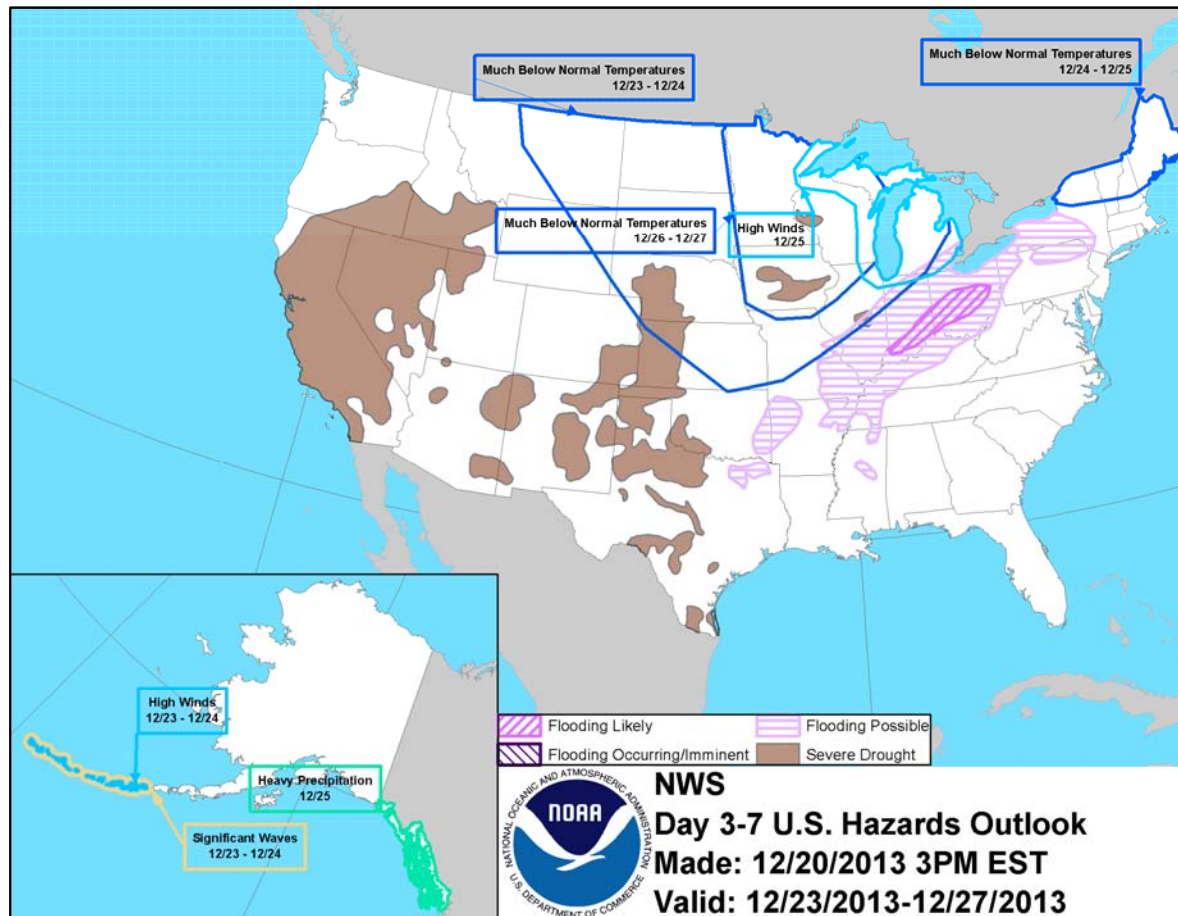 Much Below Normal Temperatures
12/23 - 12/24
Much Below Normal Temperatures
12/24 - 12/25
Much Below Normal Temperatures
12/26 - 12/27
High Winds
12/25
High Winds
12/23 - 12/24
Heavy Precipitation
12/25
Significant Waves
12/23 - 12/24
Flooding Likely
Flooding Possible
Flooding Occurring/Imminent
Severe Drought
NATIONAL OCEANIC AND ATMOSPHERIC ADMINISTRATION
NOAA
U.S. DEPARTMENT OF COMMERCE
NWS
Day 3-7 U.S. Hazards Outlook
Made: 12/20/2013 3PM EST
Valid: 12/23/2013-12/27/2013